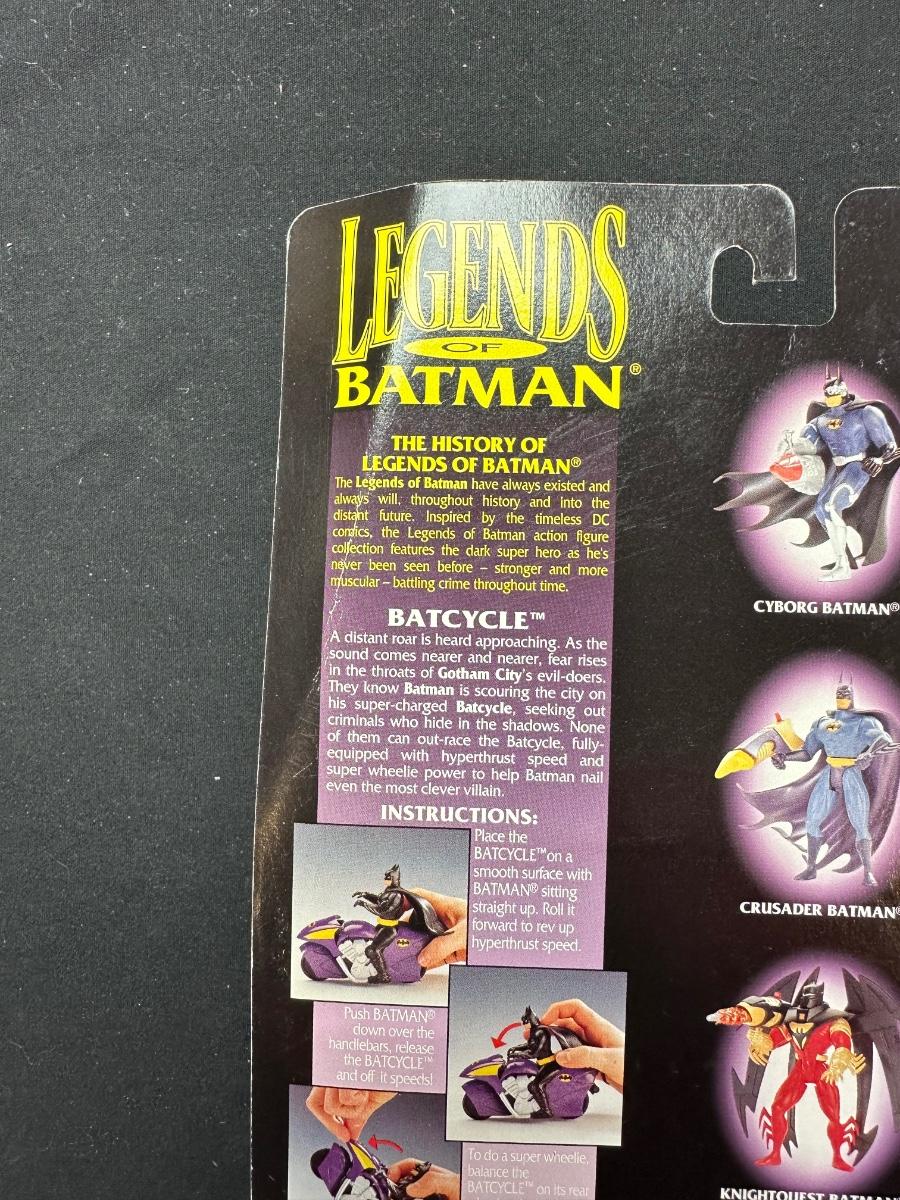 LEGENDS
OF
BATMAN®
THE HISTORY OF
LEGENDS OF BATMAN®
The Legends of Batman have always existed and
always will, throughout history and into the
distant future. Inspired by the timeless DC
comics, the Legends of Batman action figure
collection features the dark super hero as he's
never been seen before – stronger and more
muscular – battling crime throughout time.
BATCYCLE™
A distant roar is heard approaching. As the
sound comes nearer and nearer, fear rises
in the throats of Gotham City's evil-doers.
They know Batman is scouring the city on
his super-charged Batcycle, seeking out
criminals who hide in the shadows. None
of them can out-race the Batcycle, fully-
equipped with hyperthrust speed and
super wheelie power to help Batman nail
even the most clever villain.
INSTRUCTIONS:
Place the
BATCYCLE™ on a
smooth surface with
BATMAN® sitting
straight up. Roll it
forward to rev up
hyperthrust speed.
Push BATMAN®
down over the
handlebars, release
the BATCYCLE™
and off it speeds!
To do a super wheelie,
balance the
BATCYCLE™ on its rear
CYBORG BATMAN®
CRUSADER BATMAN®
KNIGHTQUEST BATMAN